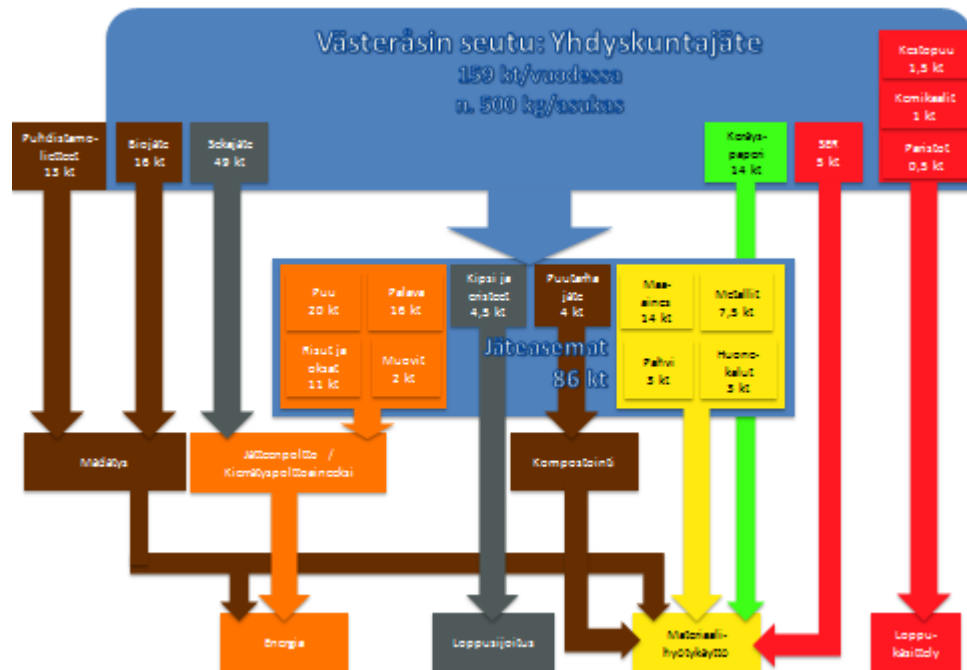 Västeråsin seutu: Yhdyskuntajäte
159 kt/vuodessa
n. 500 kg/asukas
Kestopuu
1,5 kt
Kemikaalit
1 kt
Paristot
0,5 kt
Puhdistamo-
lietteet
13 kt
Biojäte
16 kt
Sekajäte
49 kt
Keräys-
paperi
14 kt
SER
5 kt
Puu
20 kt
Palava
16 kt
Risut ja
oksat
11 kt
Muovit
2 kt
Kipsi ja
eristeet
4,5 kt
Puutarha
jäte
4 kt
Maa-
aines
14 kt
Metallit
7,5 kt
Pahvi
3 kt
Huone-
kalut
3 kt
Jäteasemat
86 kt
Mädätys
Jätteenpoltto /
Kierrätyspolttoaineeksi
Kompostointi
Energia
Loppusijoitus
Materiaali-
hyötykäyttö
Loppu-
käsittely